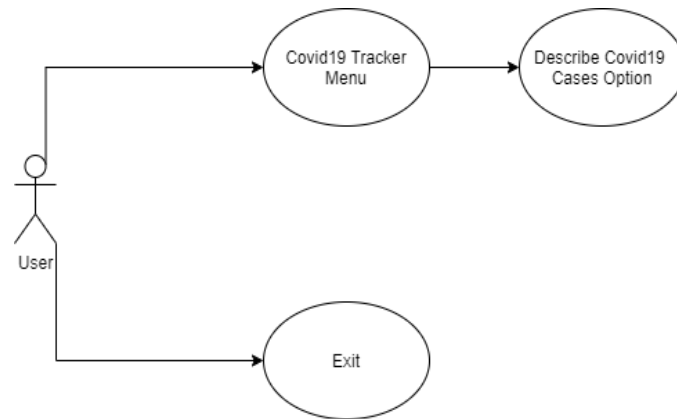 Covid19 Tracker
Menu
Describe Covid19
Cases Option
User
Exit